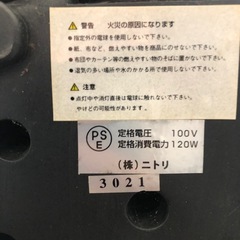 ⚠警告 火災の原因になります
●指定外の電球を使用しないで下さい。
●紙、布など、燃えやすい物を商品にのせないで下さい。
●布団やカーテン等の燃えやすい物のそばに置かないで下さい。
●湿気の多い場所や水のかかる所で使用しないで下さい。
⚠注意
●点灯中や消灯直後は電球に触れないで下さい。
やけどの可能性があります。
PSE
定格電圧 100V
定格消費電力 120W
(株)ニトリ
3021